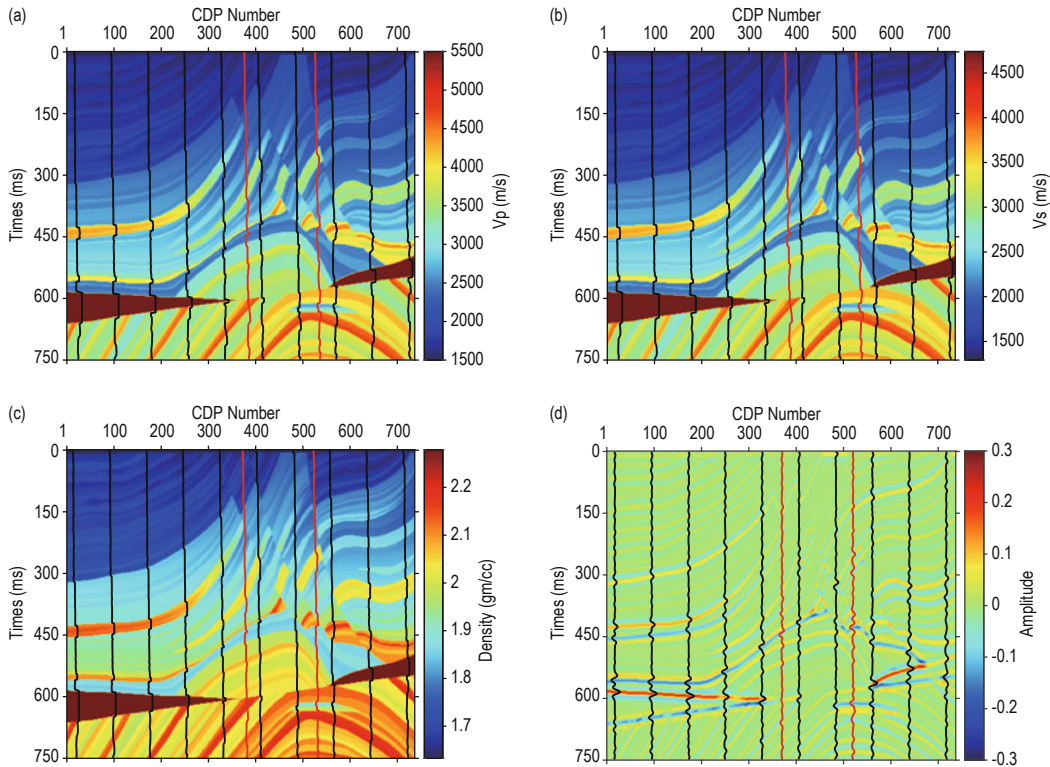 (a)
CDP Number
1 100 200 300 400 500 600 700
0
150
300
450
600
750
Times (ms)
5500
5000
4500
4000
3500
3000
2500
2000
1500
Vp (m/s)
(b)
CDP Number
1 100 200 300 400 500 600 700
0
150
300
450
600
750
Times (ms)
4500
4000
3500
3000
2500
2000
1500
Vs (m/s)
(c)
CDP Number
1 100 200 300 400 500 600 700
0
150
300
450
600
750
Times (ms)
2.2
2.1
2
1.9
1.8
1.7
Density (gm/cc)
(d)
CDP Number
1 100 200 300 400 500 600 700
0
150
300
450
600
750
Times (ms)
0.3
0.2
0.1
0
-0.1
-0.2
-0.3
Amplitude